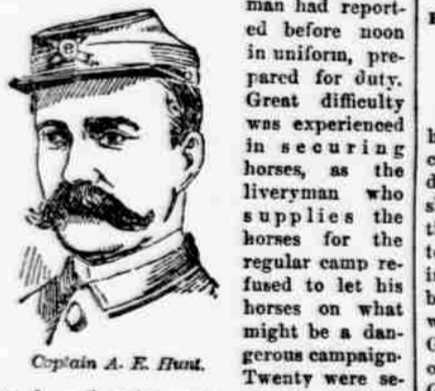 man had report-
ed before noon
in uniform, pre-
pared for duty.
Great difficulty
was experienced
in securing
horses, as the
liveryman who
supplies the
horses for the
regular camp re-
fused to let his
horses on what
might be a dan-
gerous campaign.
Twenty were se-
Captain A. E. Hunt.